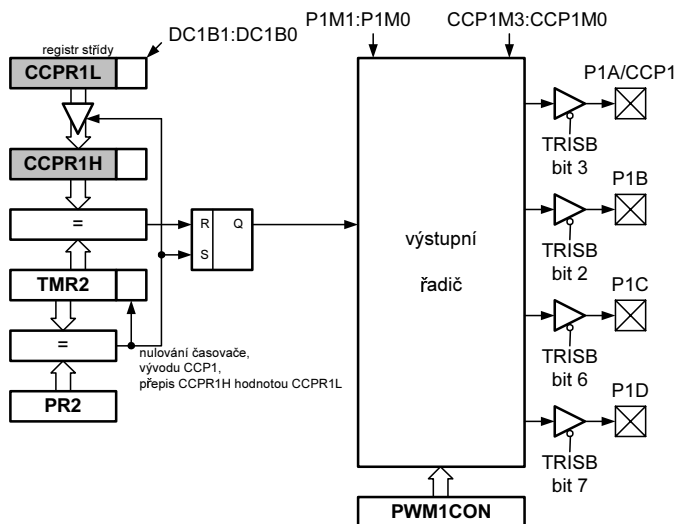 P1M1:P1M0
CCP1M3:CCP1M0
DC1B1:DC1B0
registr střídy
CCPR1L
P1A/CCP1
TRISB
bit 3
CCPR1H
P1B
=
R
Q
S
TRISB
bit 2
výstupní
řadič
TMR2
P1C
=
nulování časovače,
vývodu CCP1,
přepis CCPR1H hodnotou CCPR1L
TRISB
bit 6
PR2
P1D
TRISB
bit 7
PWM1CON